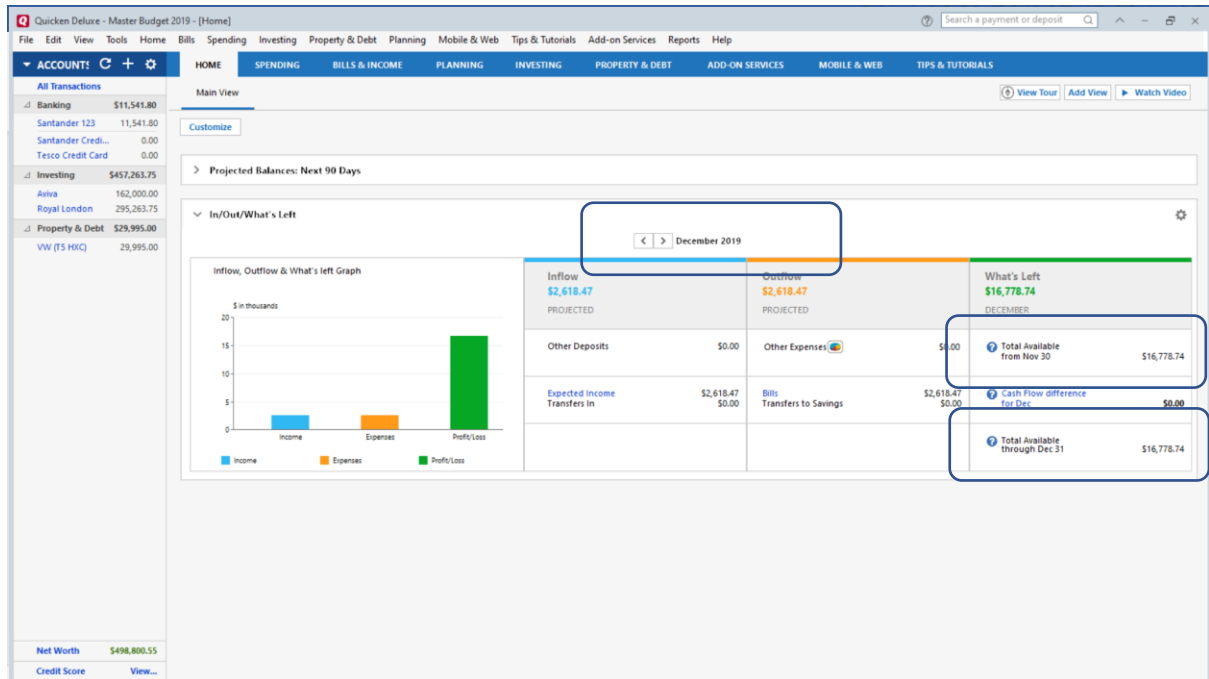 Quicken Deluxe - Master Budget 2019 - [Home]
Search a payment or deposit
File Edit View Tools Home Bills Spending Investing Property & Debt Planning Mobile & Web Tips & Tutorials Add-on Services Reports Help
ACCOUNTS
HOME SPENDING BILLS & INCOME PLANNING INVESTING PROPERTY & DEBT ADD-ON SERVICES MOBILE & WEB TIPS & TUTORIALS
All Transactions
Banking $11,541.80
Santander 123 11,541.80
Santander Credi... 0.00
Tesco Credit Card 0.00
Investing $457,263.75
Aviva 162,000.00
Royal London 295,263.75
Property & Debt $29,995.00
VW (T5 HXC) 29,995.00
Net Worth $498,800.55
Credit Score View...
Main View
View Tour Add View Watch Video
Customize
Projected Balances: Next 90 Days
In/Out/What's Left
December 2019
Inflow, Outflow & What's left Graph
$ in thousands
20
15
10
5
0
Income Expenses Profit/Loss
Income Expenses Profit/Loss
Inflow
$2,618.47
PROJECTED
Other Deposits $0.00
Expected Income $2,618.47
Transfers In $0.00
Outflow
$2,618.47
PROJECTED
Other Expenses $0.00
Bills $2,618.47
Transfers to Savings $0.00
What's Left
$16,778.74
DECEMBER
Total Available
from Nov 30 $16,778.74
Cash Flow difference
for Dec $0.00
Total Available
through Dec 31 $16,778.74